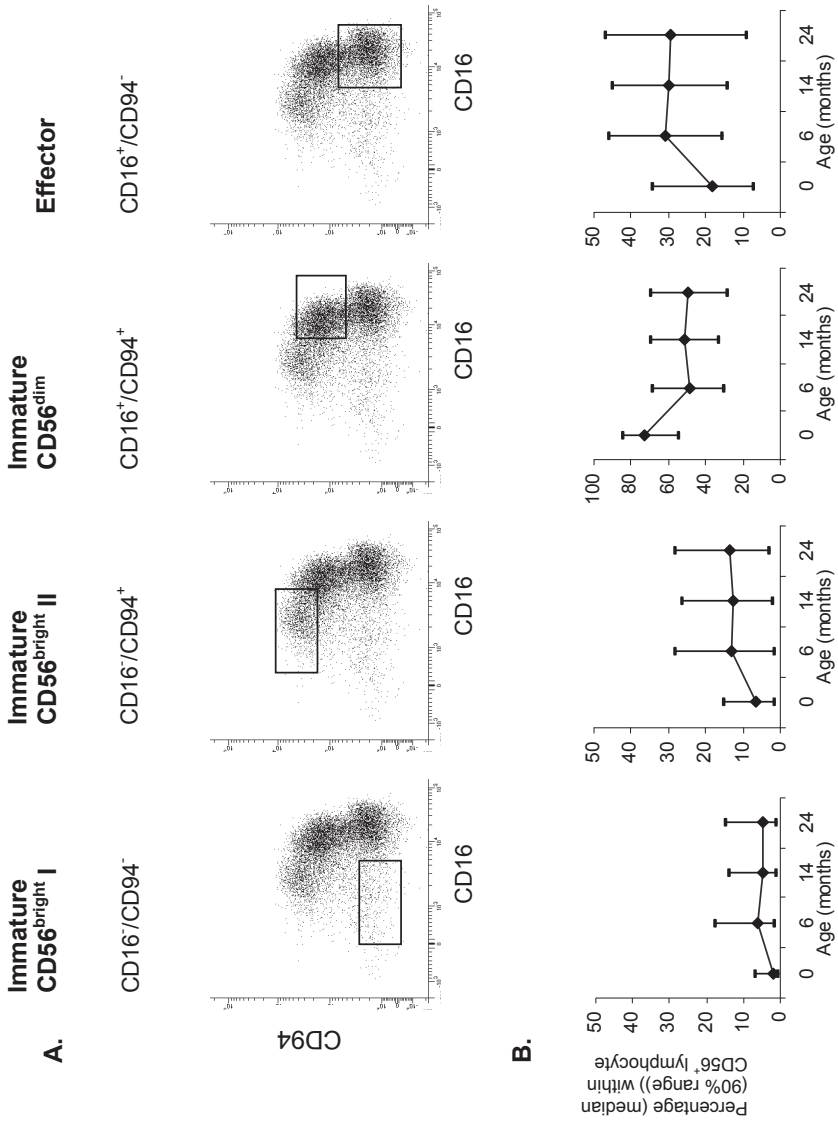 A.
Immature
CD56bright I
CD16-/CD94-
Immature
CD56bright II
CD16-/CD94+
Immature
CD56dim
CD16+/CD94+
Effector
CD16+/CD94-
CD94
CD16
CD16
CD16
CD16
B.
Percentage (median
(90% range)) within
CD56+ lymphocyte
50
40
30
20
10
0
0 6 14 24
Age (months)
50
40
30
20
10
0
0 6 14 24
Age (months)
100
80
60
40
20
0
0 6 14 24
Age (months)
50
40
30
20
10
0
0 6 14 24
Age (months)